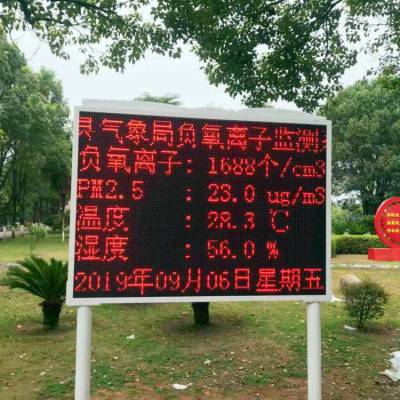 县气象局负氧离子监测
负氧离子：1688个/cm3
PM2.5 : 23.0 ug/m3
温度 : 28.3 ℃
湿度 : 56.0 %
2019年09月06日星期五